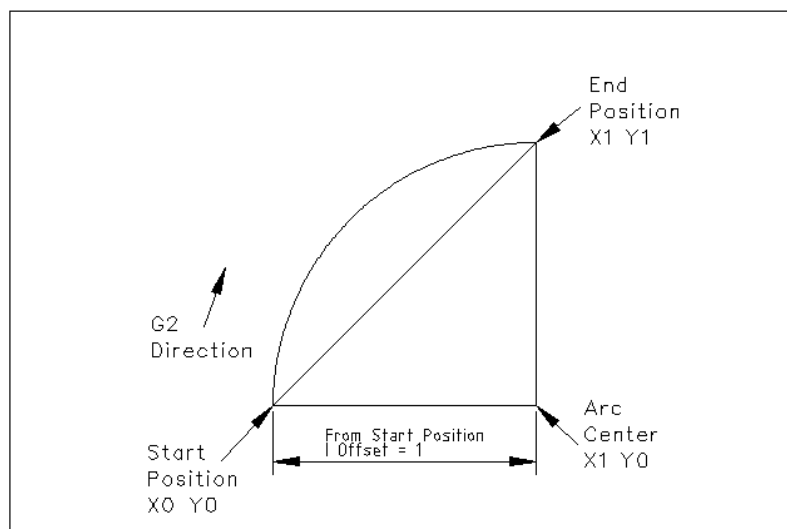 End
Position
X1 Y1
G2
Direction
Start
Position
X0 Y0
From Start Position
I Offset = 1
Arc
Center
X1 Y0